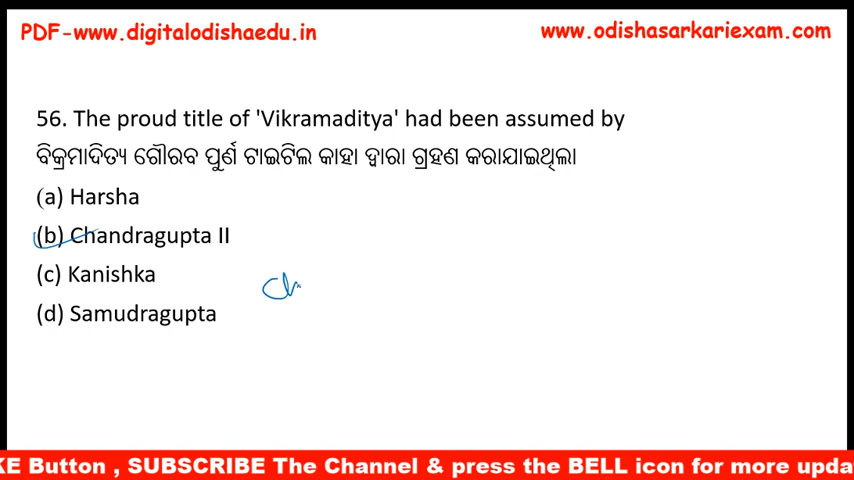 PDF-www.digitalodishaedu.in
www.odishasarkariexam.com
56. The proud title of 'Vikramaditya' had been assumed by
ବିକ୍ରମାଦିତ୍ୟ ଗୌରବ ପୁର୍ଣ ଟାଇଟିଲ କାହା ଦ୍ୱାରା ଗ୍ରହଣ କରାଯାଇଥିଲା
(a) Harsha
(b) Chandragupta II
(c) Kanishka
(d) Samudragupta
KE Button , SUBSCRIBE The Channel & press the BELL icon for more upda